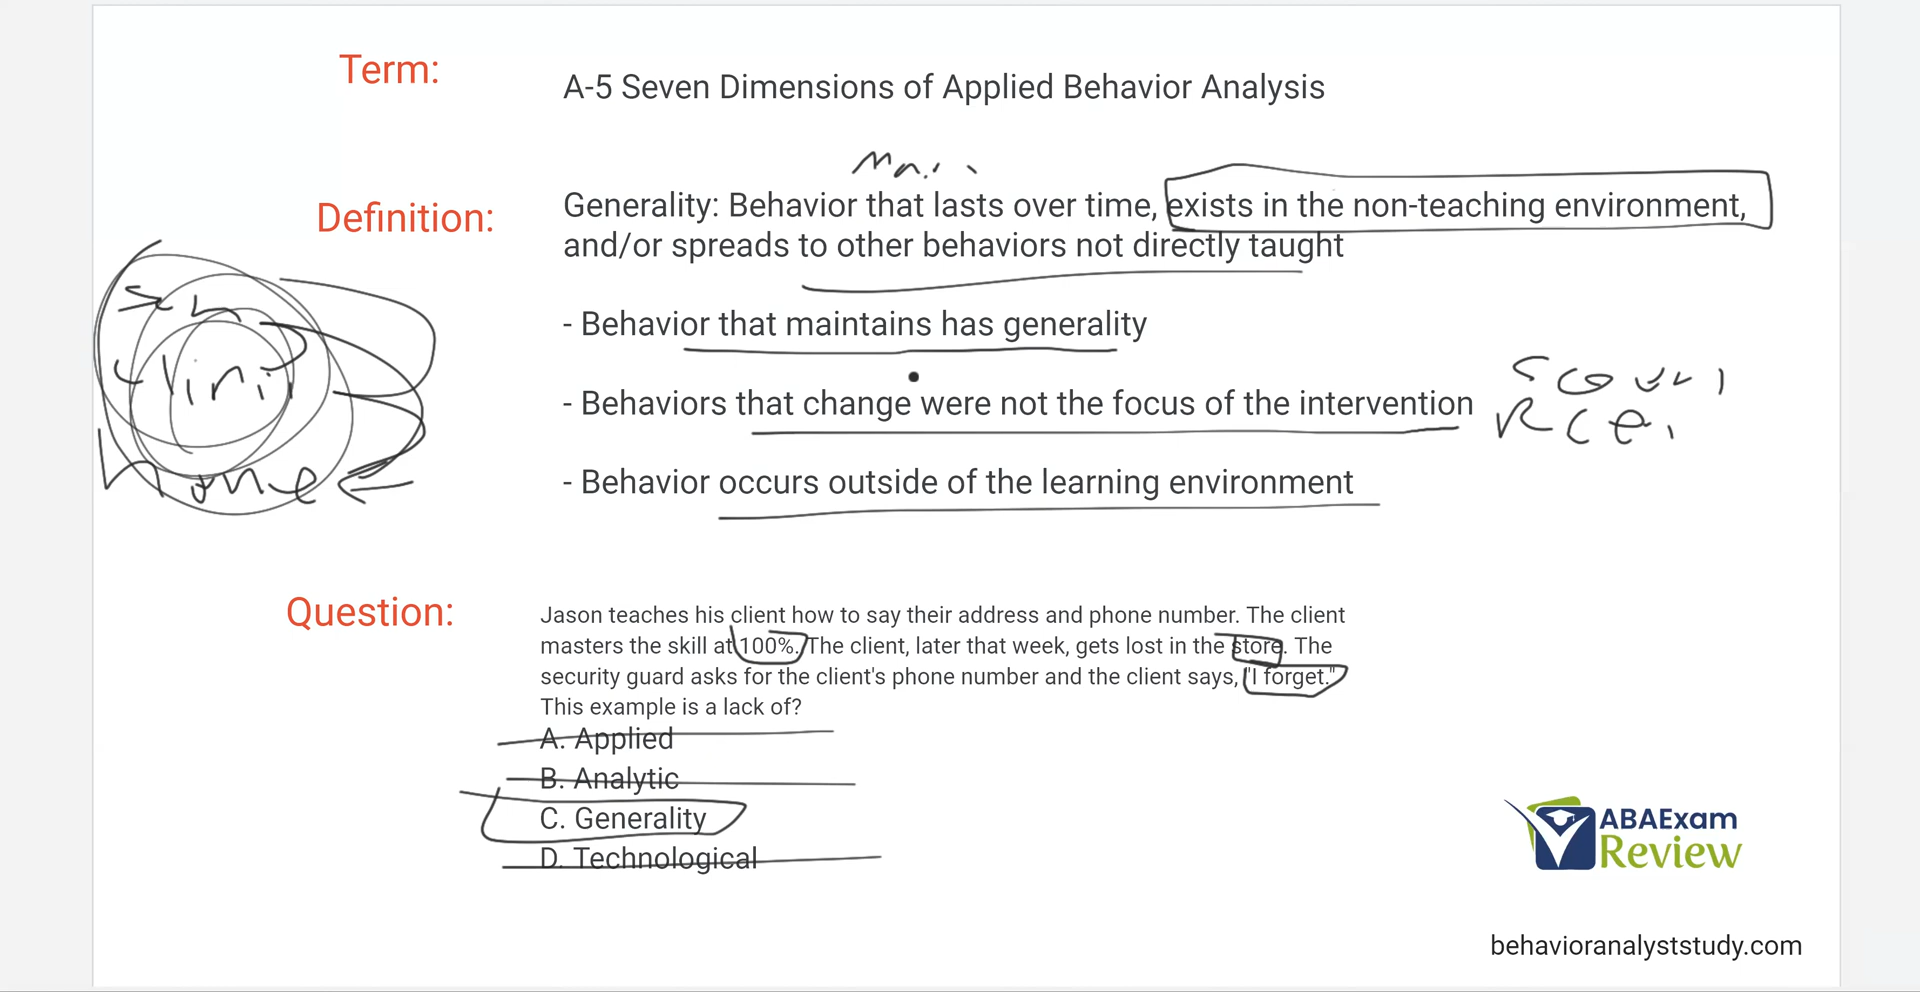 Term:
A-5 Seven Dimensions of Applied Behavior Analysis
Definition:
Generality: Behavior that lasts over time, exists in the non-teaching environment,
and/or spreads to other behaviors not directly taught
- Behavior that maintains has generality
- Behaviors that change were not the focus of the intervention
- Behavior occurs outside of the learning environment
home
Question:
Jason teaches his client how to say their address and phone number. The client
masters the skill at 100%. The client, later that week, gets lost in the store. The
security guard asks for the client's phone number and the client says, "I forget."
This example is a lack of?
A. Applied
B. Analytic
C. Generality
D. Technological
ABAExam
Review
behavioranalyststudy.com